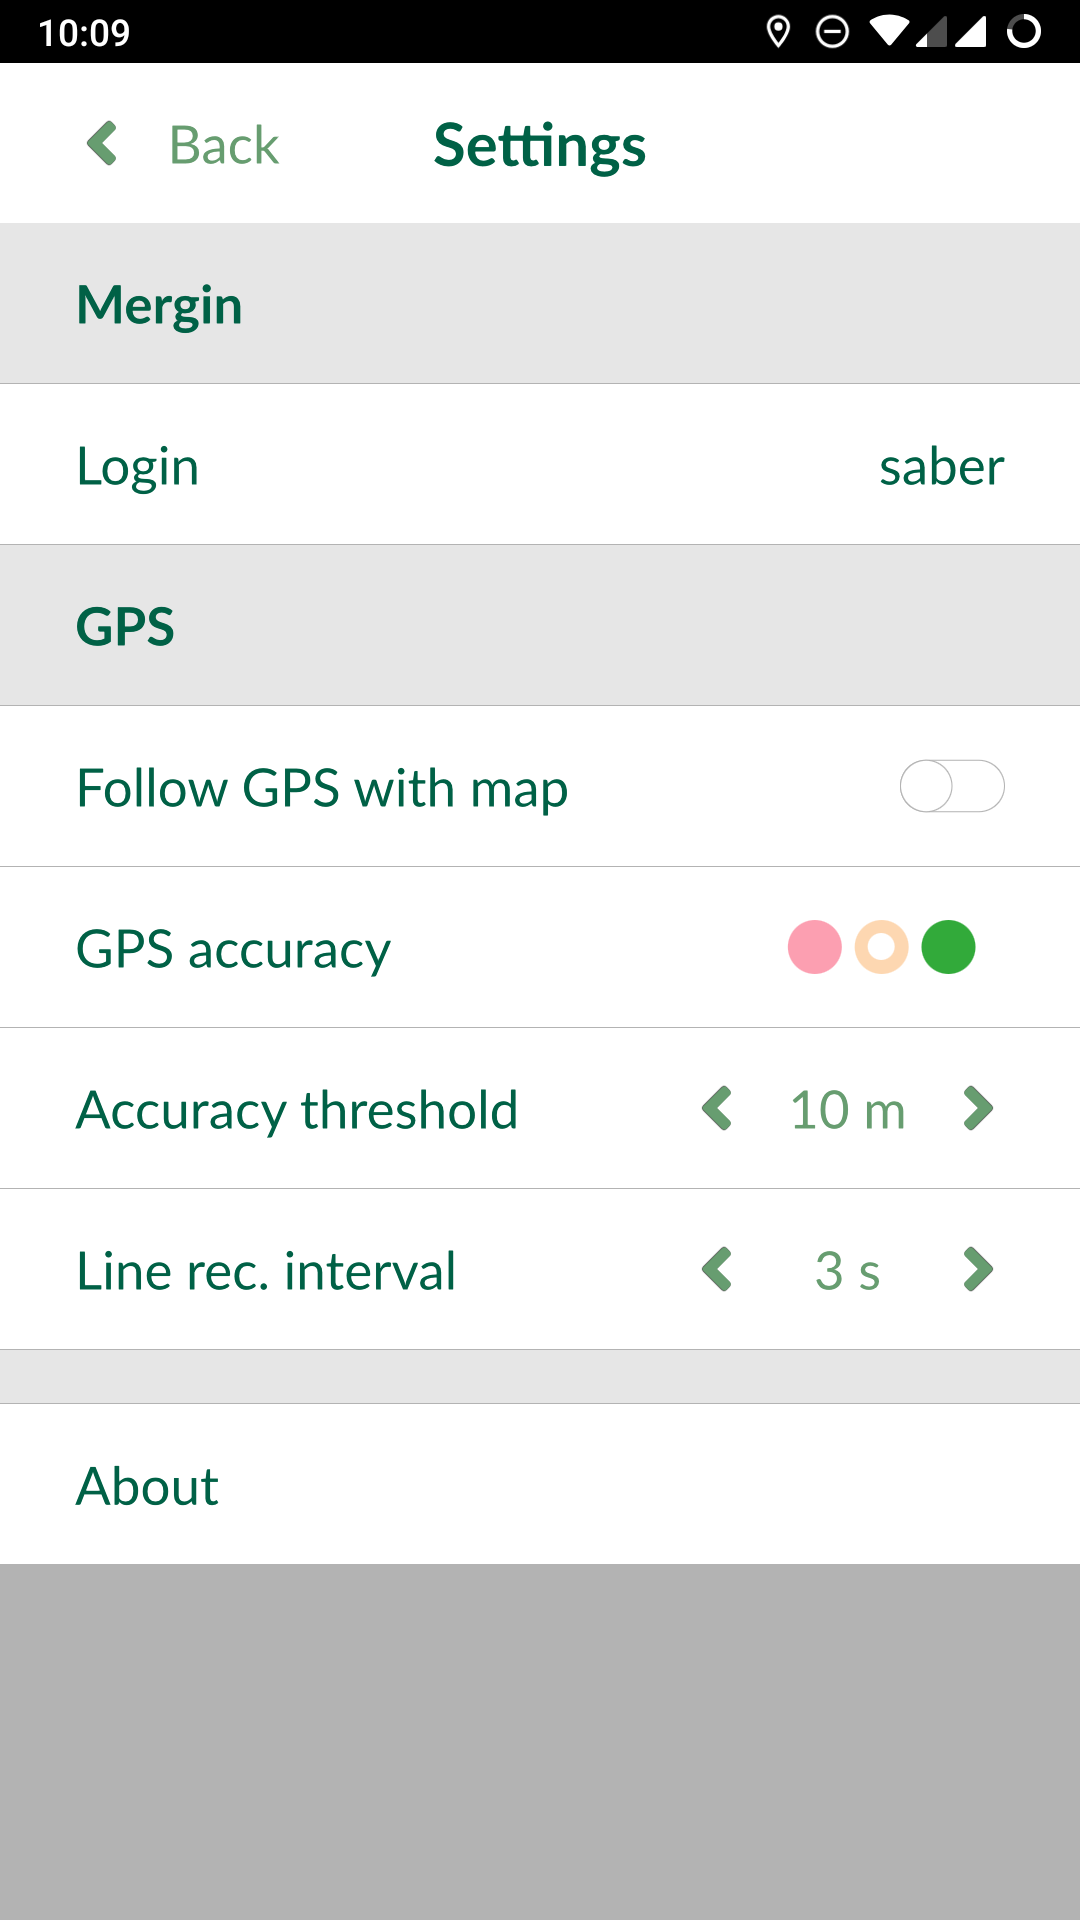 10:09
Back
Settings
Mergin
Login saber
GPS
Follow GPS with map
GPS accuracy
Accuracy threshold 10 m
Line rec. interval 3 s
About